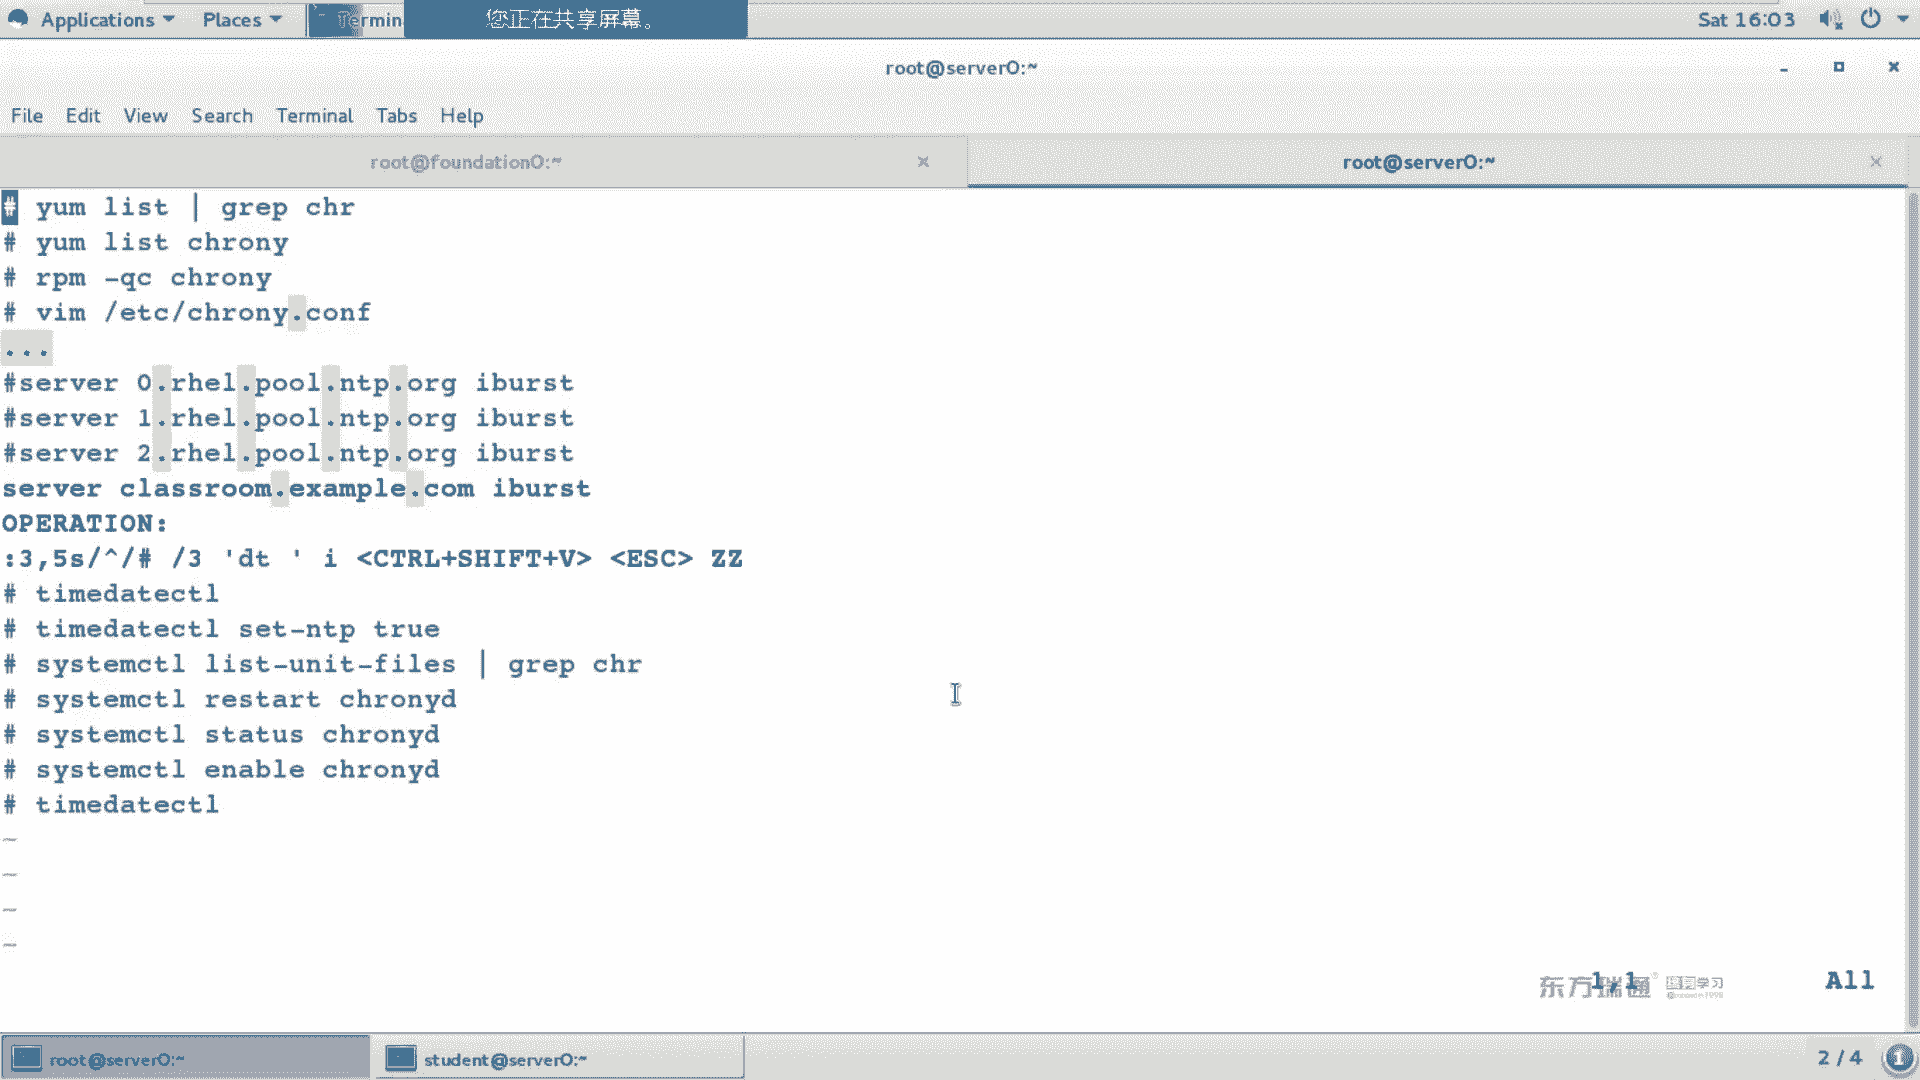 Applications Places Termin 您正在共享屏幕。 Sat 16:03
root@server0:~
File Edit View Search Terminal Tabs Help
root@foundation0:~ root@server0:~
# yum list | grep chr
# yum list chrony
# rpm -qc chrony
# vim /etc/chrony.conf
...
#server 0.rhel.pool.ntp.org iburst
#server 1.rhel.pool.ntp.org iburst
#server 2.rhel.pool.ntp.org iburst
server classroom.example.com iburst
OPERATION:
:3,5s/^/# /3 'dt ' i <CTRL+SHIFT+V> <ESC> ZZ
# timedatectl
# timedatectl set-ntp true
# systemctl list-unit-files | grep chr
# systemctl restart chronyd
# systemctl status chronyd
# systemctl enable chronyd
# timedatectl
~
~
~
~
东方瑞通 学习 1,1 All
root@server0:~ student@server0:~ 2 / 4 1